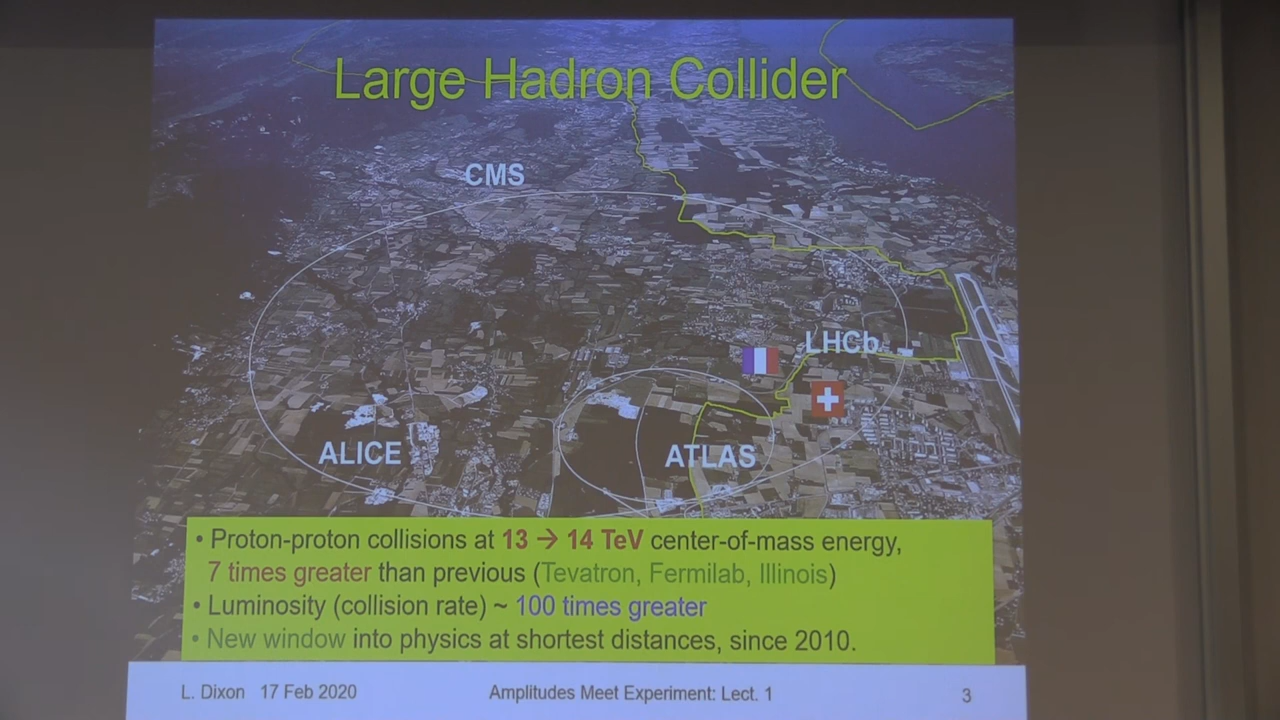 Large Hadron Collider
CMS
LHCb
ALICE
ATLAS
• Proton-proton collisions at 13 → 14 TeV center-of-mass energy,
7 times greater than previous (Tevatron, Fermilab, Illinois)
• Luminosity (collision rate) ~ 100 times greater
• New window into physics at shortest distances, since 2010.
L. Dixon 17 Feb 2020
Amplitudes Meet Experiment: Lect. 1
3